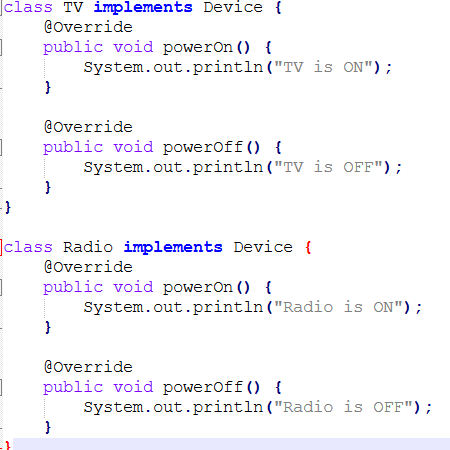 class TV implements Device {
@Override
public void powerOn() {
System.out.println("TV is ON");
}
@Override
public void powerOff() {
System.out.println("TV is OFF");
}
}
class Radio implements Device {
@Override
public void powerOn() {
System.out.println("Radio is ON");
}
@Override
public void powerOff() {
System.out.println("Radio is OFF");
}
}